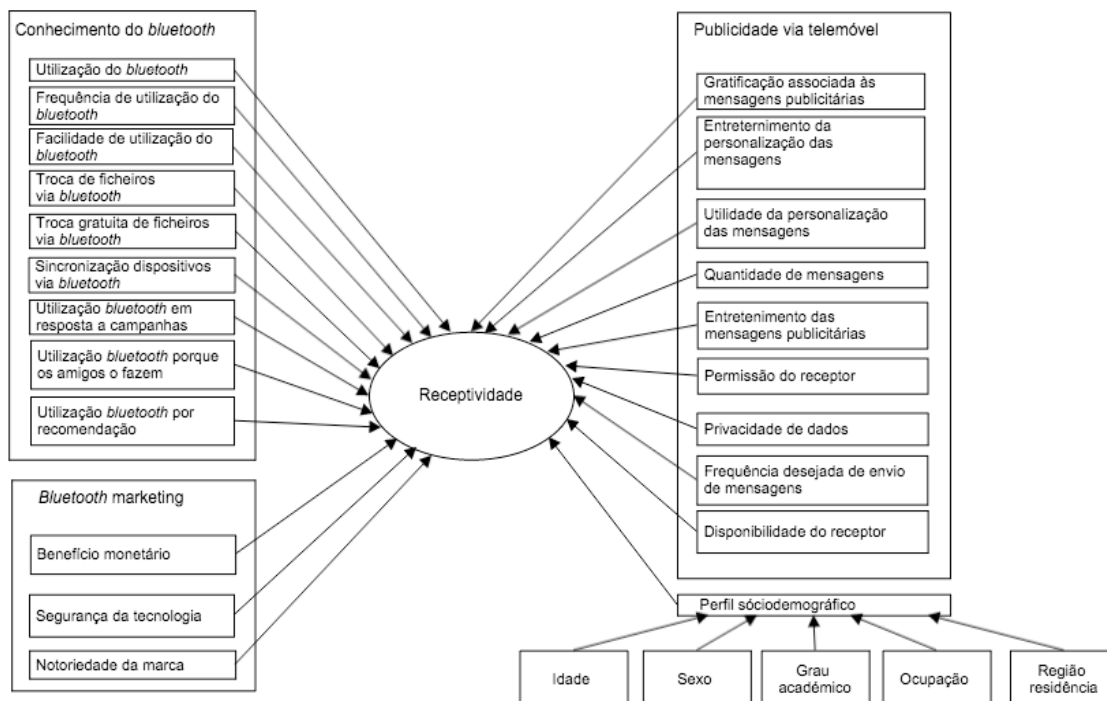 Conhecimento do bluetooth
Utilização do bluetooth
Frequência de utilização do
bluetooth
Facilidade de utilização do
bluetooth
Troca de ficheiros
via bluetooth
Troca gratuita de ficheiros
via bluetooth
Sincronização dispositivos
via bluetooth
Utilização bluetooth em
resposta a campanhas
Utilização bluetooth porque
os amigos o fazem
Utilização bluetooth por
recomendação
Bluetooth marketing
Benefício monetário
Segurança da tecnologia
Notoriedade da marca
Receptividade
Publicidade via telemóvel
Gratificação associada às
mensagens publicitárias
Entreternimento da
personalização das
mensagens
Utilidade da personalização
das mensagens
Quantidade de mensagens
Entretenimento das
mensagens publicitárias
Permissão do receptor
Privacidade de dados
Frequência desejada de envio
de mensagens
Disponibilidade do receptor
Perfil sóciodemográfico
Idade
Sexo
Grau
académico
Ocupação
Região
residência